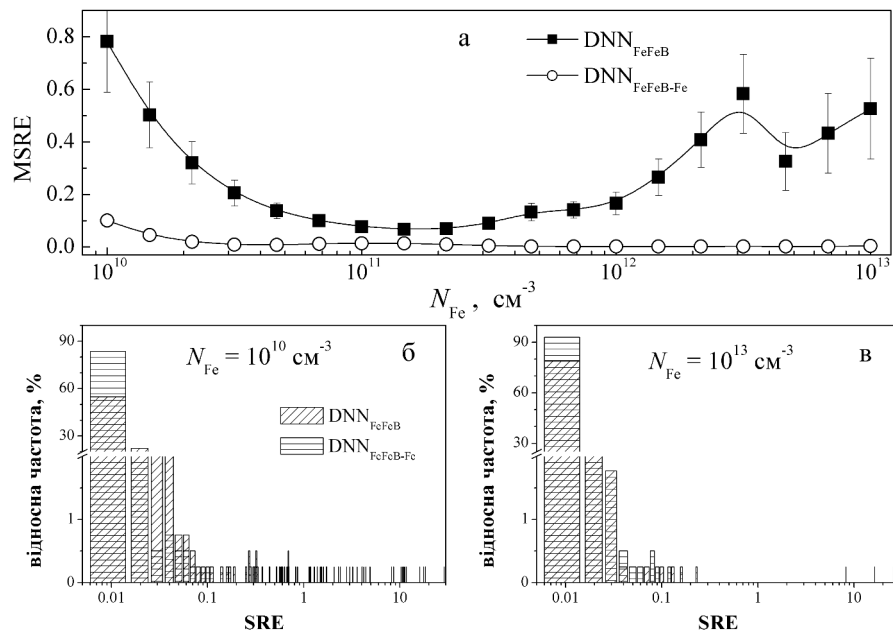 а
DNN_FeFeB
DNN_FeFeB-Fe
MSRE
0.8
0.6
0.4
0.2
0.0
10^10
10^11
10^12
10^13
N_Fe , см^-3
б
N_Fe = 10^10 см^-3
DNN_FeFeB
DNN_FeFeB-Fe
відносна частота, %
90
60
30
1
0
0.01
0.1
1
10
SRE
в
N_Fe = 10^13 см^-3
відносна частота, %
90
60
30
1
0
0.01
0.1
1
10
SRE